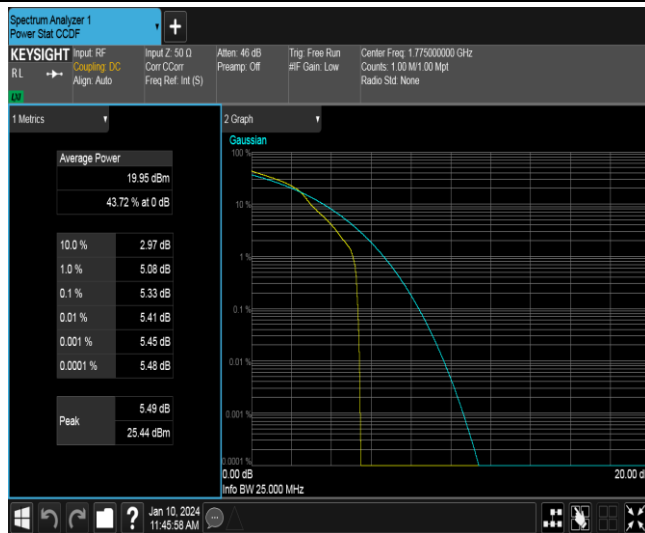 Spectrum Analyzer 1
Power Stat CCDF
+
KEYSIGHT
RL
Input: RF
Coupling: DC
Align: Auto
Input Z: 50 Ω
Corr CCorr
Freq Ref: Int (S)
Atten: 46 dB
Preamp: Off
Trig: Free Run
#IF Gain: Low
Center Freq: 1.775000000 GHz
Counts: 1.00 M/1.00 Mpt
Radio Std: None
1 Metrics
Average Power
19.95 dBm
43.72 % at 0 dB
10.0 % 2.97 dB
1.0 % 5.08 dB
0.1 % 5.33 dB
0.01 % 5.41 dB
0.001 % 5.45 dB
0.0001 % 5.48 dB
Peak
5.49 dB
25.44 dBm
2 Graph
Gaussian
100 %
10 %
1 %
0.1 %
0.01 %
0.001 %
0.0001 %
0.00 dB
20.00 d
Info BW 25.000 MHz
?
Jan 10, 2024
11:45:58 AM